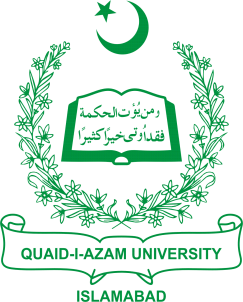 ومن يؤت الحكمة
فقد أوتي خيرا كثيرا
QUAID-I-AZAM UNIVERSITY
ISLAMABAD